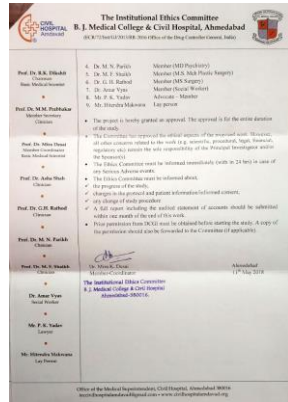 CIVIL
HOSPITAL
The Institutional Ethics Committee
B. J. Medical College & Civil Hospital, Ahmedabad
Prof. Dr. R.K. Dikshit
Chairman
Basic Medical Scientist
Prof. Dr. M.M. Prabhakar
Member Secretary
Clinician
Prof. Dr. Mira Desai
Member Coordinator
Basic Medical Scientist
Prof. Dr. Asha Shah
Clinician
Prof. Dr. G.H. Rathod
Clinician
Prof. Dr. M. N. Parikh
Clinician
Prof. Dr. M. F. Shaikh
Clinician
Dr. Amar Vyas
Social Worker
Mr. P. K. Yadav
Lawyer
Mr. Hitendra Makwana
Lay Person
4. Dr. M. N. Parikh Member (MD Psychiatry)
5. Dr. M. F. Shaikh Member (M.S. Mch Plastic Surgery)
6. Dr. G. H. Rathod Member (MS Surgery)
7. Dr. Amar Vyas Member (Social Worker)
8. Mr. P. K. Yadav Advocate - Member
9. Mr. Hitendra Makwana Lay person
• The project is hereby granted an approval. The approval is for the entire duration
of the study.
• The Committee has approved the ethical aspects of the proposed work. However,
all other concerns related to the work (e.g. scientific, procedural, legal, financial,
regulatory etc) remain the sole responsibility of the Principal Investigator and/or
the Sponsor(s)
• The Ethics Committee must be informed immediately (with in 24 hrs) in case of
any Serious Adverse Events.
• The Ethics Committee must be informed about,
✓ the progress of the study,
✓ changes in the protocol and patient information/informed consent,
✓ any change of study procedure
✓ A full report including the audited statement of accounts should be submitted
within one month of the end of this work.
• Prior permission from DCGI must be obtained before starting the study. A copy of
the permission should also be forwarded to the Committee (if applicable).
Dr. Mira K. Desai
Member-Coordinator
Ahmedabad
11th May 2018
The Institutional Ethics Committee
B. J. Medical College & Civil Hospital
Ahmedabad-380016.
Office of the Medical Superintendent, Civil Hospital, Ahmedabad 380016